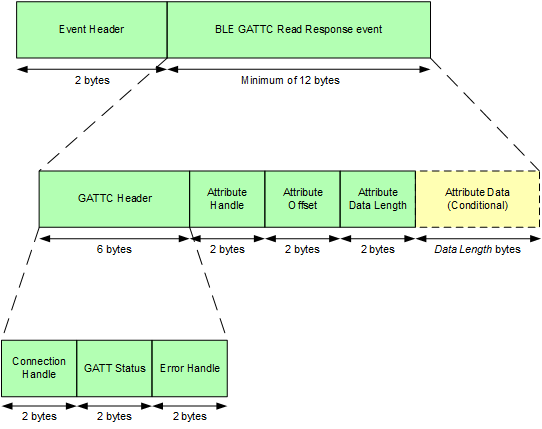 Event Header
BLE GATTC Read Response event
2 bytes
Minimum of 12 bytes
GATTC Header
Attribute
Handle
Attribute
Offset
Attribute
Data Length
Attribute Data
(Conditional)
6 bytes
2 bytes
2 bytes
2 bytes
Data Length bytes
Connection
Handle
GATT Status
Error Handle
2 bytes
2 bytes
2 bytes